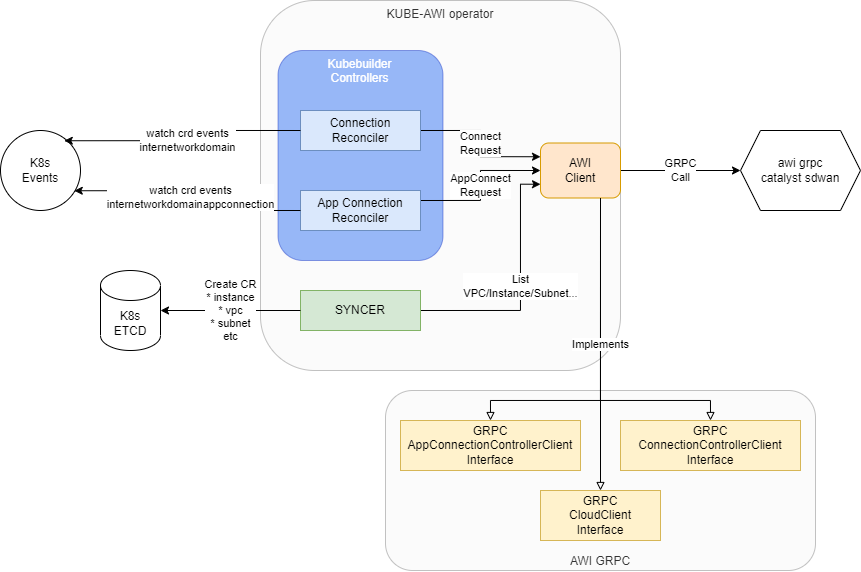 KUBE-AWI operator
Kubebuilder
Controllers
Connection
Reconciler
App Connection
Reconciler
watch crd events
internetworkdomain
watch crd events
internetworkdomainappconnection
K8s
Events
Connect
Request
AppConnect
Request
AWI
Client
GRPC
Call
awi grpc
catalyst sdwan
K8s
ETCD
Create CR
* instance
* vpc
* subnet
etc
SYNCER
List
VPC/Instance/Subnet...
Implements
GRPC
AppConnectionControllerClient
Interface
GRPC
ConnectionControllerClient
Interface
GRPC
CloudClient
Interface
AWI GRPC